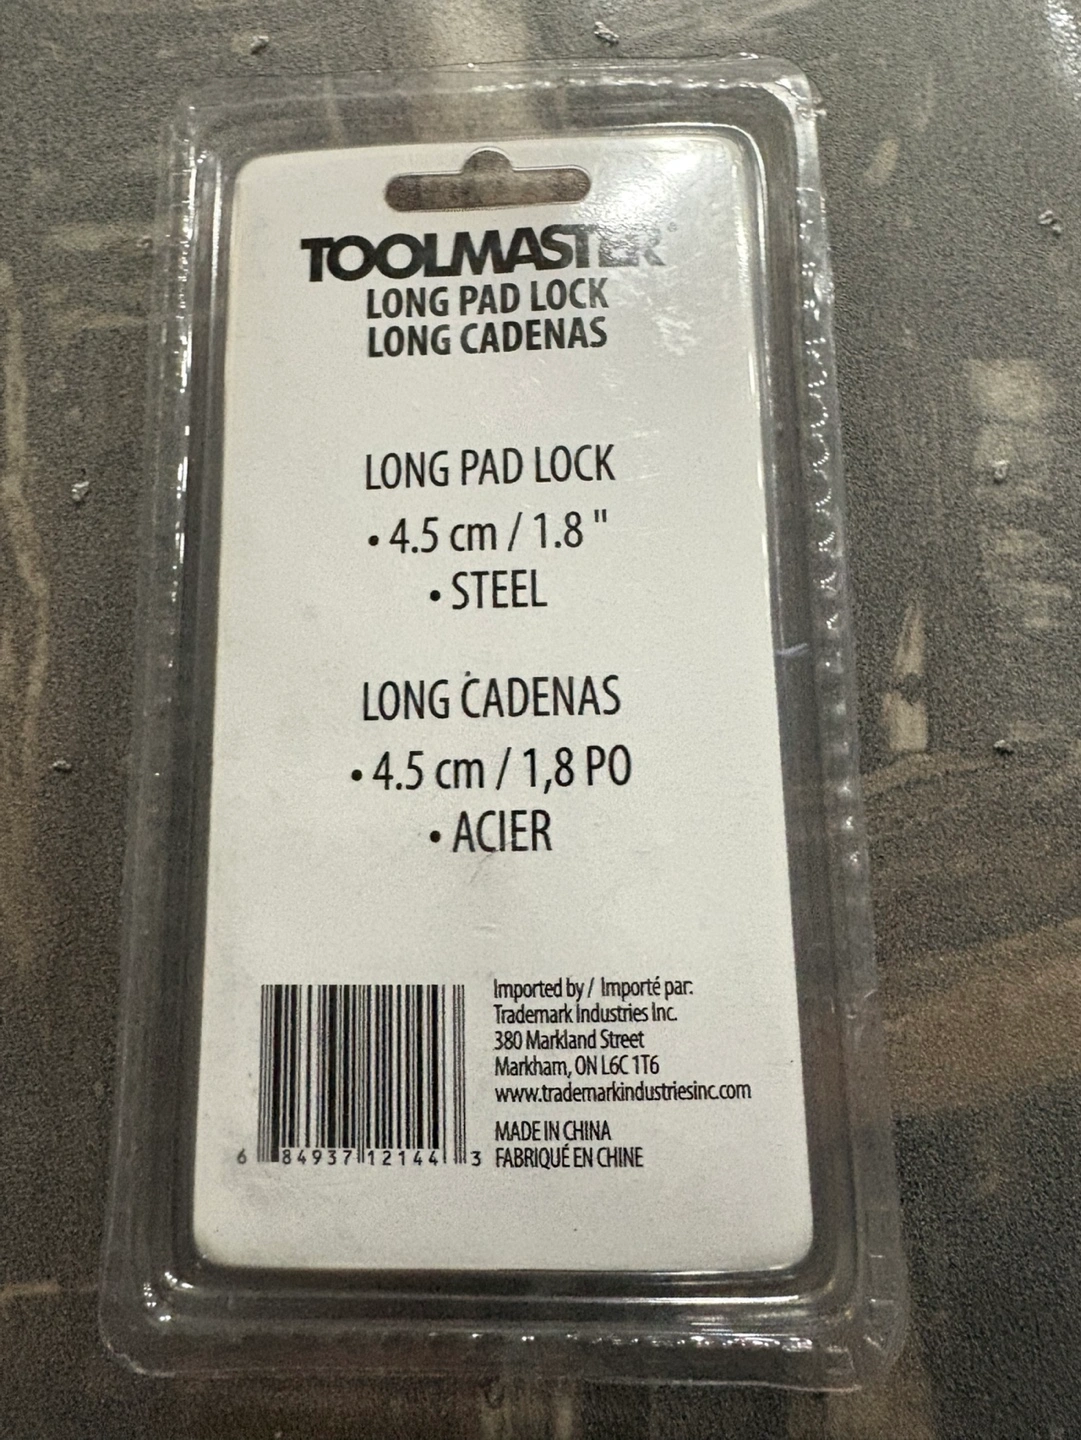 TOOLMASTER®
LONG PAD LOCK
LONG CADENAS
LONG PAD LOCK
• 4.5 cm / 1.8 "
• STEEL
LONG CADENAS
• 4.5 cm / 1,8 PO
• ACIER
Imported by / Importé par:
Trademark Industries Inc.
380 Markland Street
Markham, ON L6C 1T6
www.trademarkindustriesinc.com
MADE IN CHINA
FABRIQUÉ EN CHINE
6 84937 12144 3